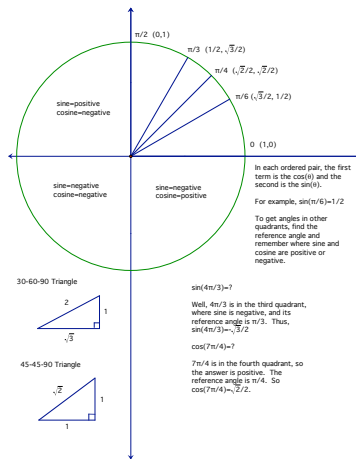 π/2 (0,1)
π/3 (1/2, √3/2)
π/4 (√2/2, √2/2)
π/6 (√3/2, 1/2)
sine=positive
cosine=negative
0 (1,0)
In each ordered pair, the first
term is the cos(θ) and the
second is the sin(θ).
sine=negative
cosine=negative
sine=negative
cosine=positive
For example, sin(π/6)=1/2
To get angles in other
quadrants, find the
reference angle and
remember where sine and
cosine are positive or
negative.
30-60-90 Triangle
2
1
√3
sin(4π/3)=?
Well, 4π/3 is in the third quadrant,
where sine is negative, and its
reference angle is π/3. Thus,
sin(4π/3)=-√3/2
cos(7π/4)=?
7π/4 is in the fourth quadrant, so
the answer is positive. The
reference angle is π/4. So
cos(7π/4)=√2/2.
45-45-90 Triangle
√2
1
1